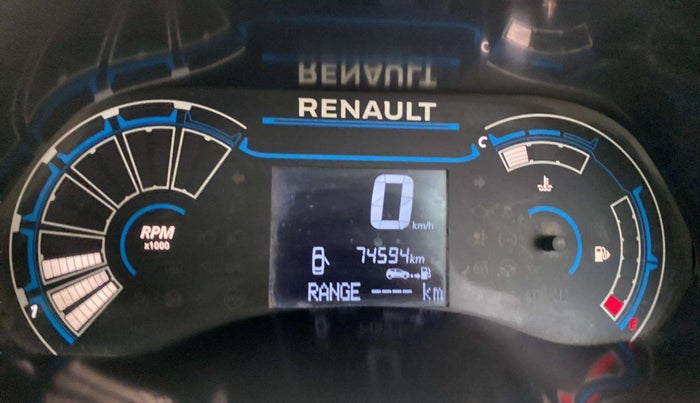 RENAULT
RENAULT
C
RPM
x1000
0 km/h
74594km
RANGE ---- km
1
E